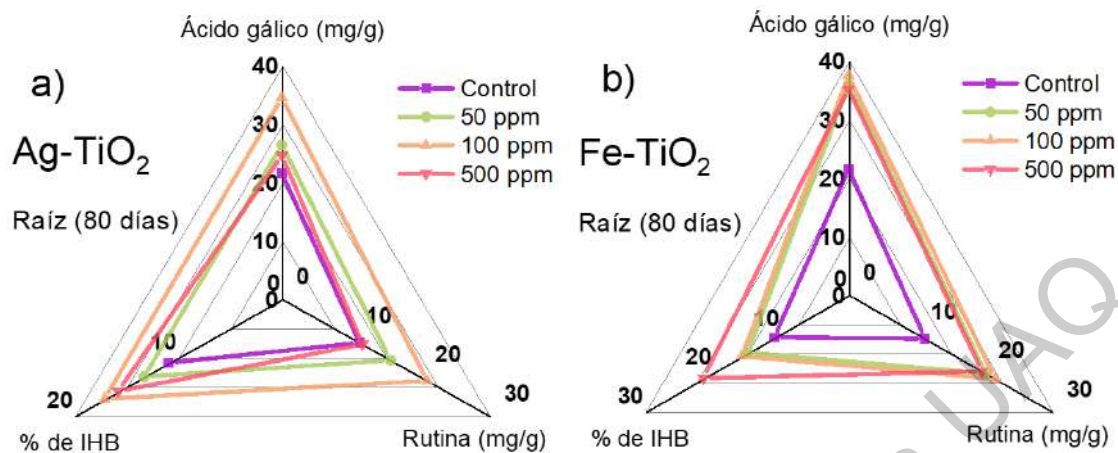 a)
Ag-TiO2
Raíz (80 días)
Ácido gálico (mg/g)
40
30
20
10
0
0
0
10
20
30
10
20
% de IHB
Rutina (mg/g)
Control
50 ppm
100 ppm
500 ppm
b)
Fe-TiO2
Raíz (80 días)
Ácido gálico (mg/g)
40
30
20
10
0
0
0
10
20
30
10
20
30
% de IHB
Rutina (mg/g)
Control
50 ppm
100 ppm
500 ppm
UAQ